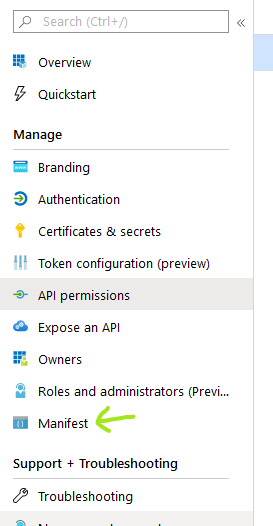 Search (Ctrl+/)
Overview
Quickstart
Manage
Branding
Authentication
Certificates & secrets
Token configuration (preview)
API permissions
Expose an API
Owners
Roles and administrators (Previ...
Manifest
Support + Troubleshooting
Troubleshooting